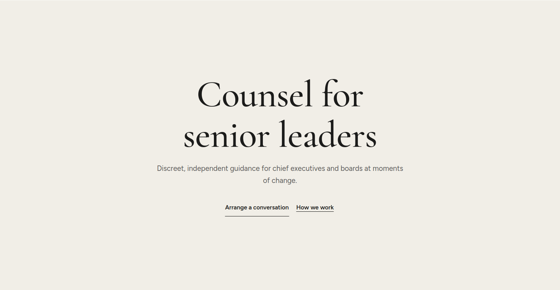 Counsel for
senior leaders
Discreet, independent guidance for chief executives and boards at moments
of change.
Arrange a conversation How we work